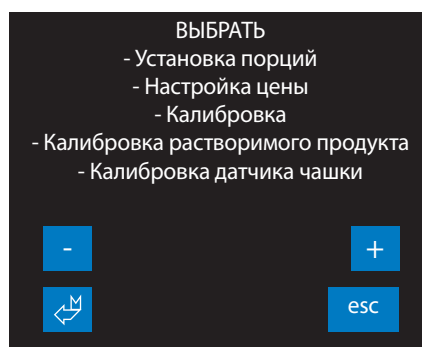 ВЫБРАТЬ
- Установка порций
- Настройка цены
- Калибровка
- Калибровка растворимого продукта
- Калибровка датчика чашки
- +
esc